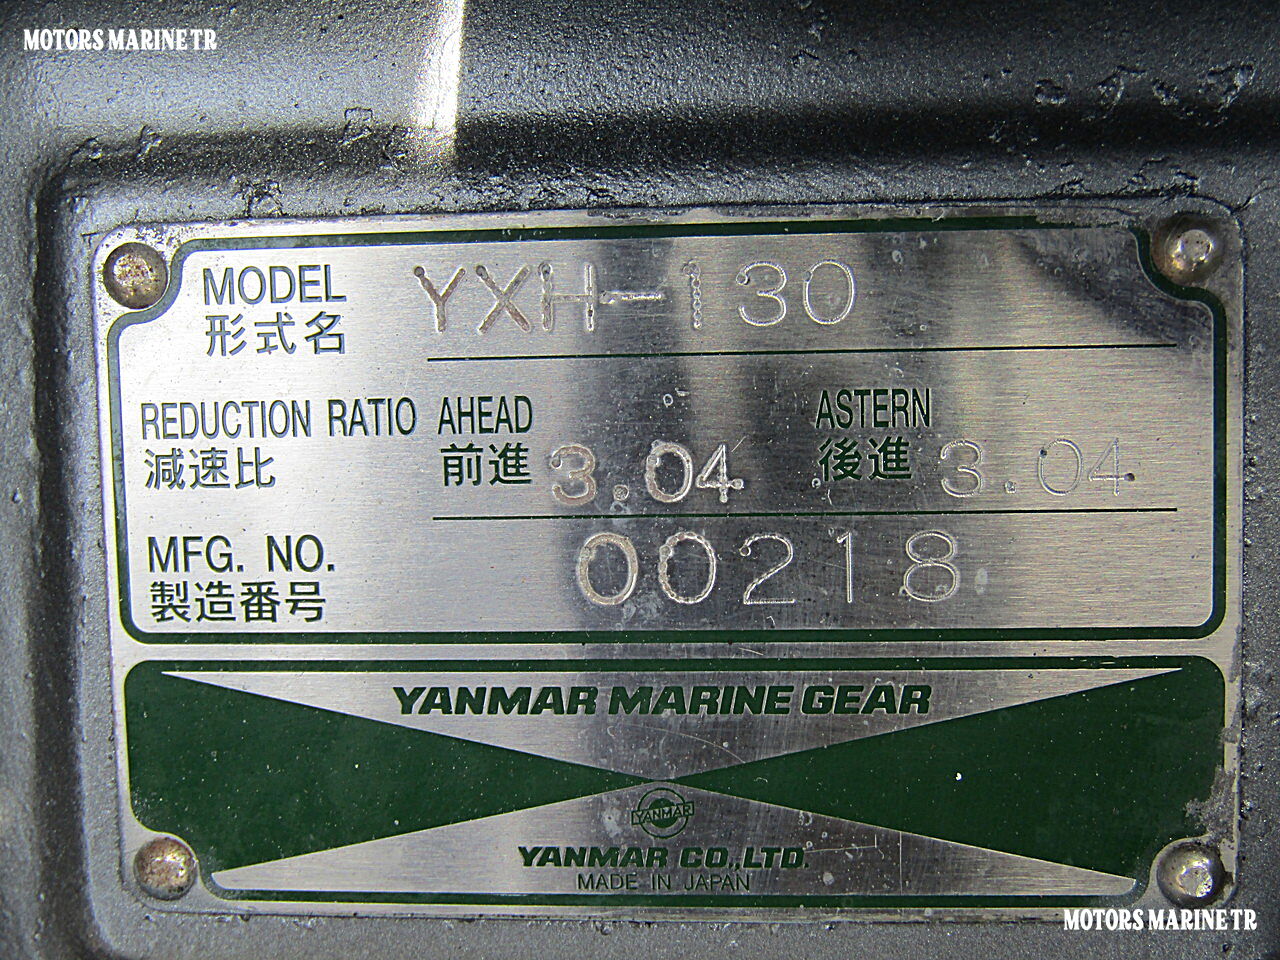 MOTORS MARINE TR
MODEL YXH-130
形式名
REDUCTION RATIO AHEAD 3.04 ASTERN 3.04
減速比 前進 後進
MFG. NO. 00218
製造番号
YANMAR MARINE GEAR
YANMAR
YANMAR CO.,LTD.
MADE IN JAPAN
MOTORS MARINE TR